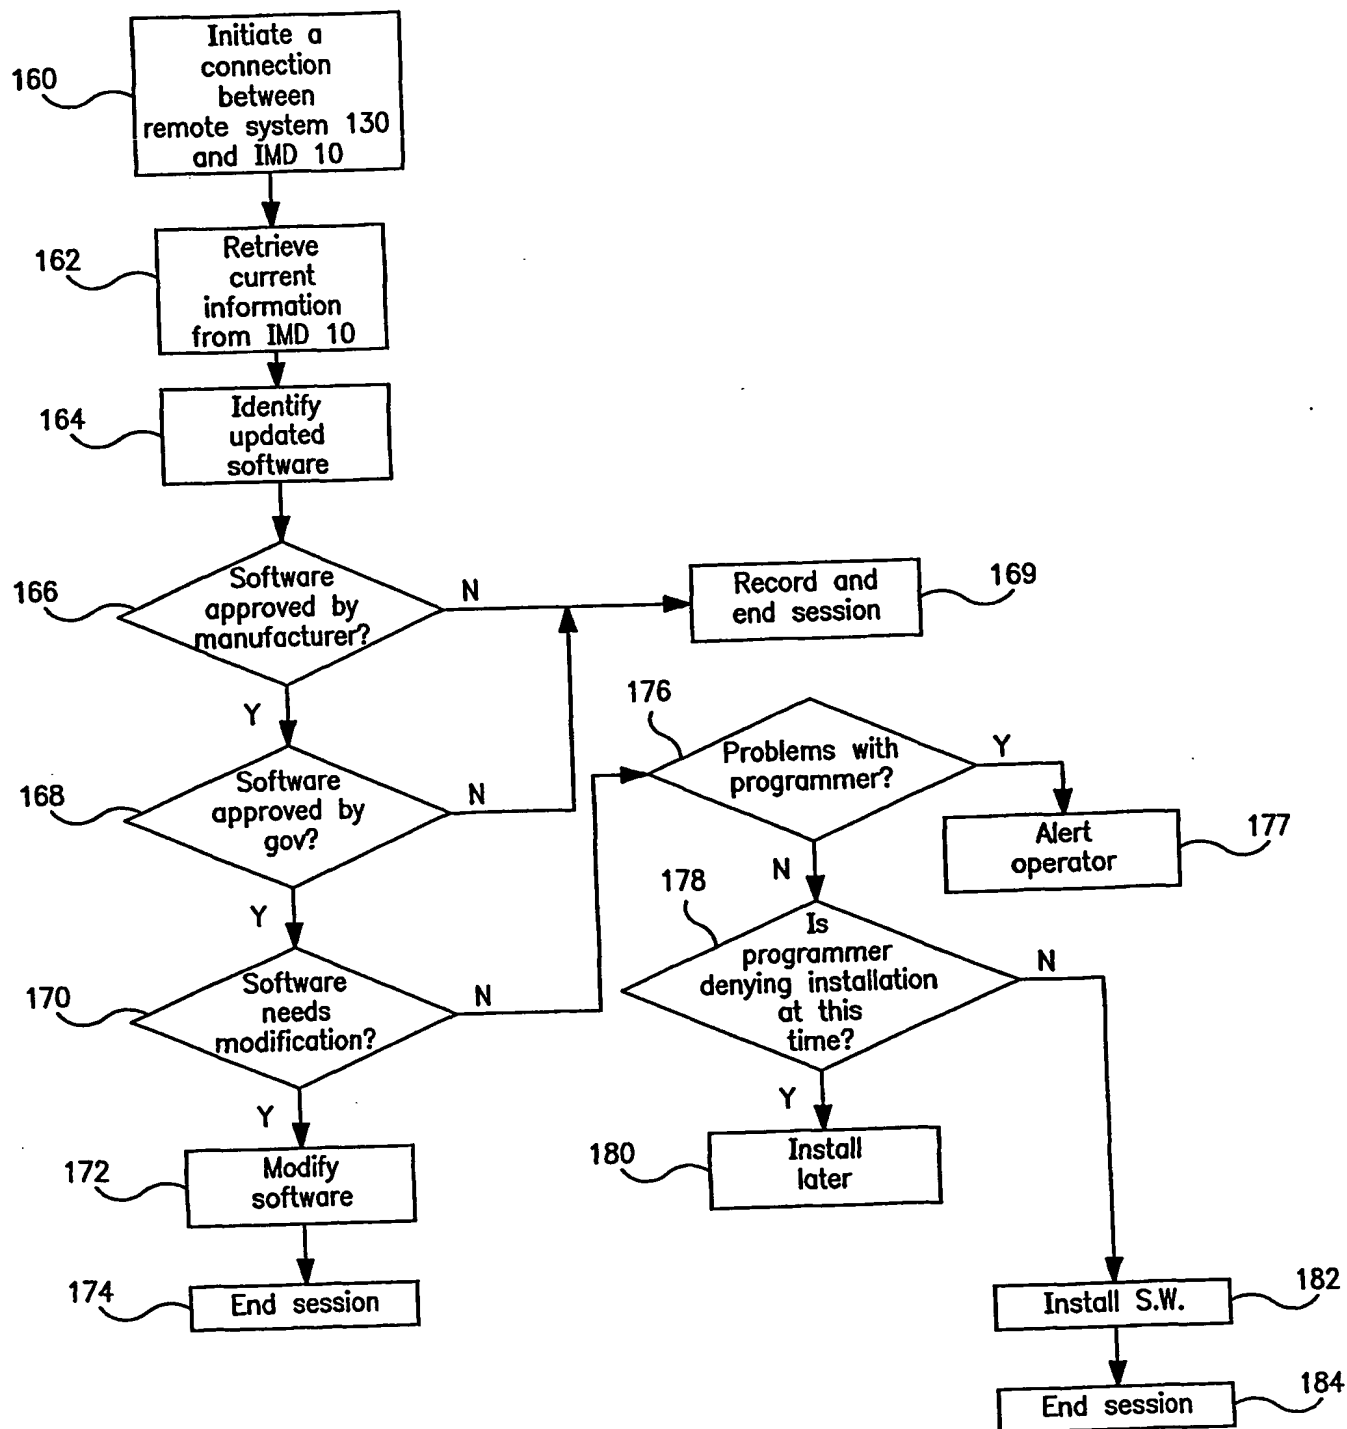 Initiate a
connection
between
remote system 130
and IMD 10
160
Retrieve
current
information
from IMD 10
162
Identify
updated
software
164
Software
approved by
manufacturer?
166
N
Record and
end session
169
Y
Software
approved by
gov?
168
N
176
Problems with
programmer?
Y
Alert
operator
177
N
178
Y
Is
programmer
denying installation
at this
time?
N
Software
needs
modification?
170
N
Y
Y
Modify
software
172
Install
later
180
End session
174
Install S.W.
182
End session
184